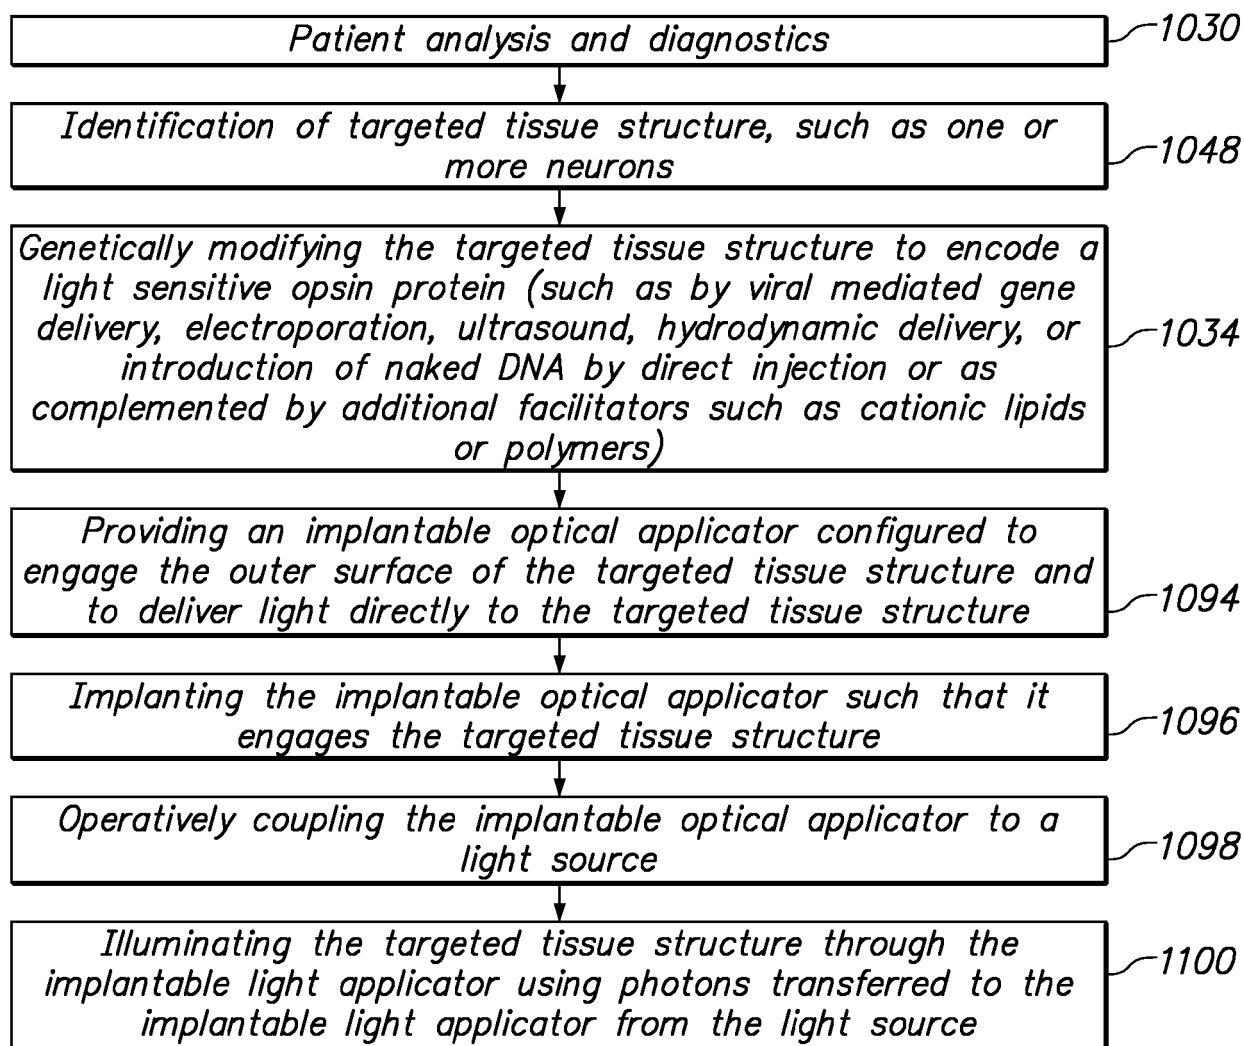 Patient analysis and diagnostics
1030
Identification of targeted tissue structure, such as one or
more neurons
1048
Genetically modifying the targeted tissue structure to encode a
light sensitive opsin protein (such as by viral mediated gene
delivery, electroporation, ultrasound, hydrodynamic delivery, or
introduction of naked DNA by direct injection or as
complemented by additional facilitators such as cationic lipids
or polymers)
1034
Providing an implantable optical applicator configured to
engage the outer surface of the targeted tissue structure and
to deliver light directly to the targeted tissue structure
1094
Implanting the implantable optical applicator such that it
engages the targeted tissue structure
1096
Operatively coupling the implantable optical applicator to a
light source
1098
Illuminating the targeted tissue structure through the
implantable light applicator using photons transferred to the
implantable light applicator from the light source
1100